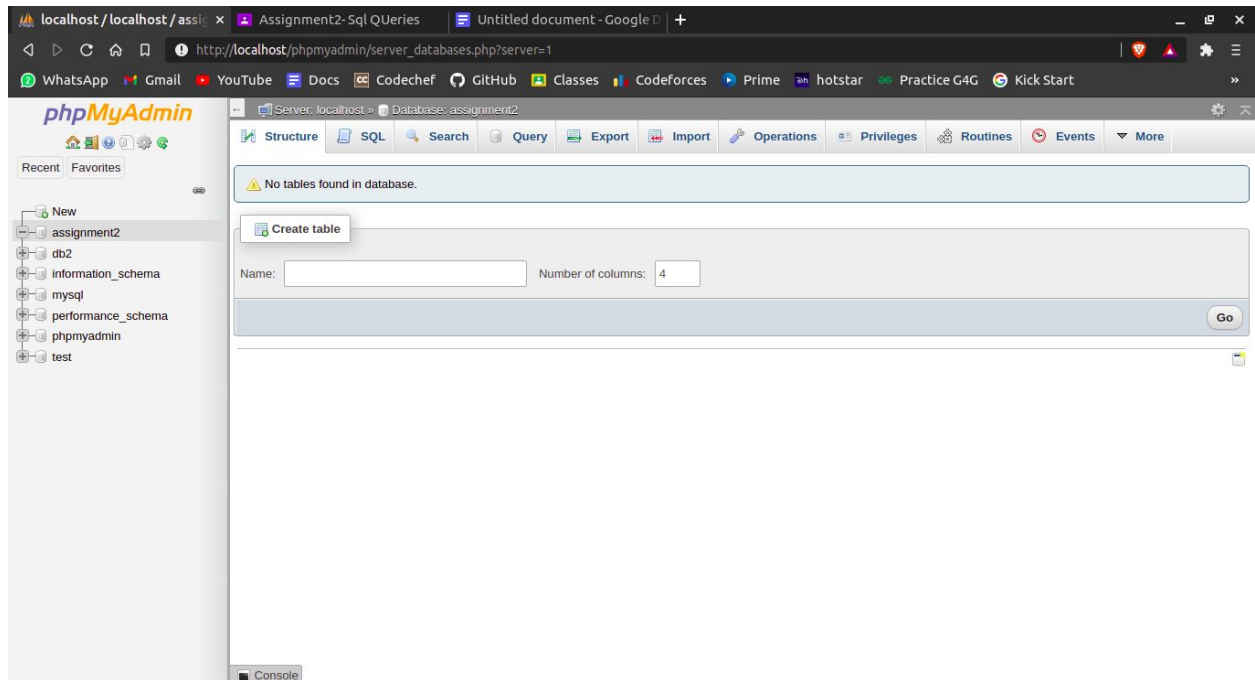 localhost / localhost / assig
Assignment2- Sql QUeries
Untitled document - Google D
http://localhost/phpmyadmin/server_databases.php?server=1
WhatsApp Gmail YouTube Docs Codechef GitHub Classes Codeforces Prime hotstar Practice G4G Kick Start
phpMyAdmin
Recent Favorites
New
assignment2
db2
information_schema
mysql
performance_schema
phpmyadmin
test
Server: localhost » Database: assignment2
Structure SQL Search Query Export Import Operations Privileges Routines Events More
No tables found in database.
Create table
Name: Number of columns: 4
Go
Console